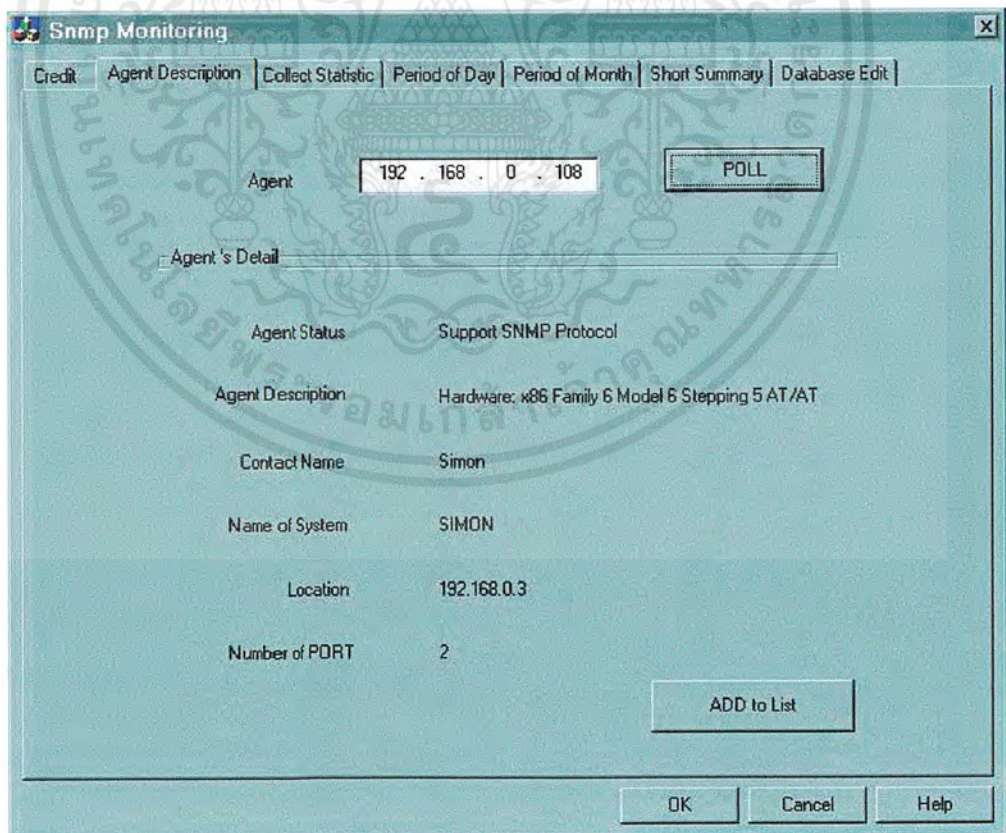 Snmp Monitoring
Credit Agent Description Collect Statistic Period of Day Period of Month Short Summary Database Edit
Agent 192 . 168 . 0 . 108 POLL
Agent 's Detail
Agent Status Support SNMP Protocol
Agent Description Hardware: x86 Family 6 Model 6 Stepping 5 AT/AT
Contact Name Simon
Name of System SIMON
Location 192.168.0.3
Number of PORT 2
ADD to List
OK Cancel Help